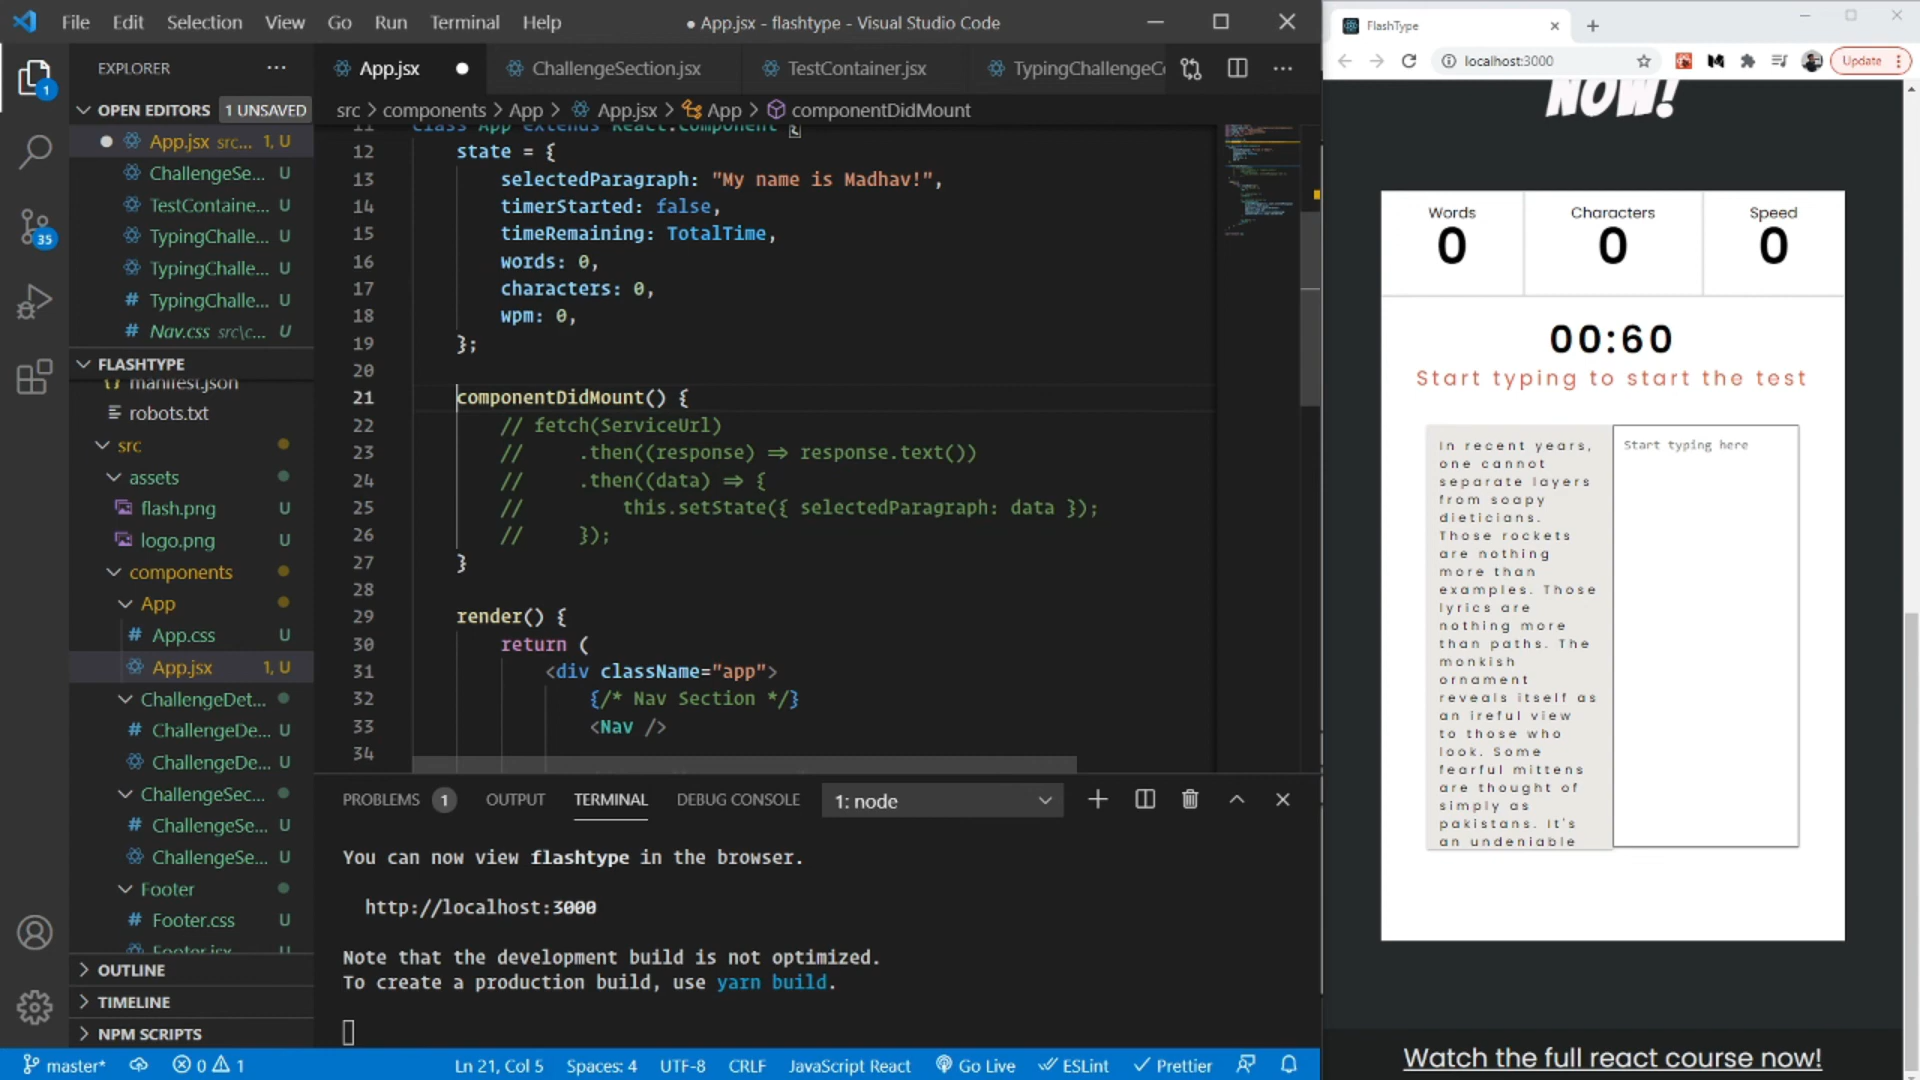 File Edit Selection View Go Run Terminal Help
● App.jsx - flashtype - Visual Studio Code
EXPLORER
OPEN EDITORS 1 UNSAVED
App.jsx src... 1, U
ChallengeSe... U
TestContaine... U
TypingChalle... U
TypingChalle... U
TypingChalle... U
Nav.css src\c... U
FLASHTYPE
manifest.json
robots.txt
src
assets
flash.png U
logo.png U
components
App
App.css U
App.jsx 1, U
ChallengeDet...
ChallengeDe... U
ChallengeDe... U
ChallengeSec...
ChallengeSe... U
ChallengeSe... U
Footer
Footer.css U
Footer.jsx U
OUTLINE
TIMELINE
NPM SCRIPTS
1
35
App.jsx ChallengeSection.jsx TestContainer.jsx TypingChallengeCo
src > components > App > App.jsx > App > componentDidMount
11 class App extends React.Component {
12 state = {
13 selectedParagraph: "My name is Madhav!",
14 timerStarted: false,
15 timeRemaining: TotalTime,
16 words: 0,
17 characters: 0,
18 wpm: 0,
19 };
20
21 componentDidMount() {
22 // fetch(ServiceUrl)
23 // .then((response) => response.text())
24 // .then((data) => {
25 // this.setState({ selectedParagraph: data });
26 // });
27 }
28
29 render() {
30 return (
31 <div className="app">
32 {/* Nav Section */}
33 <Nav />
34
PROBLEMS 1 OUTPUT TERMINAL DEBUG CONSOLE 1: node
You can now view flashtype in the browser.
http://localhost:3000
Note that the development build is not optimized.
To create a production build, use yarn build.
master* 0 1 Ln 21, Col 5 Spaces: 4 UTF-8 CRLF JavaScript React Go Live ESLint Prettier
FlashType
localhost:3000
Update
NOW!
Words Characters Speed
0 0 0
00:60
Start typing to start the test
In recent years,
one cannot
separate layers
from soapy
dieticians.
Those rockets
are nothing
more than
examples. Those
lyrics are
nothing more
than paths. The
monkish
ornament
reveals itself as
an ireful view
to those who
look. Some
fearful mittens
are thought of
simply as
pakistans. It's
an undeniable
Start typing here
Watch the full react course now!